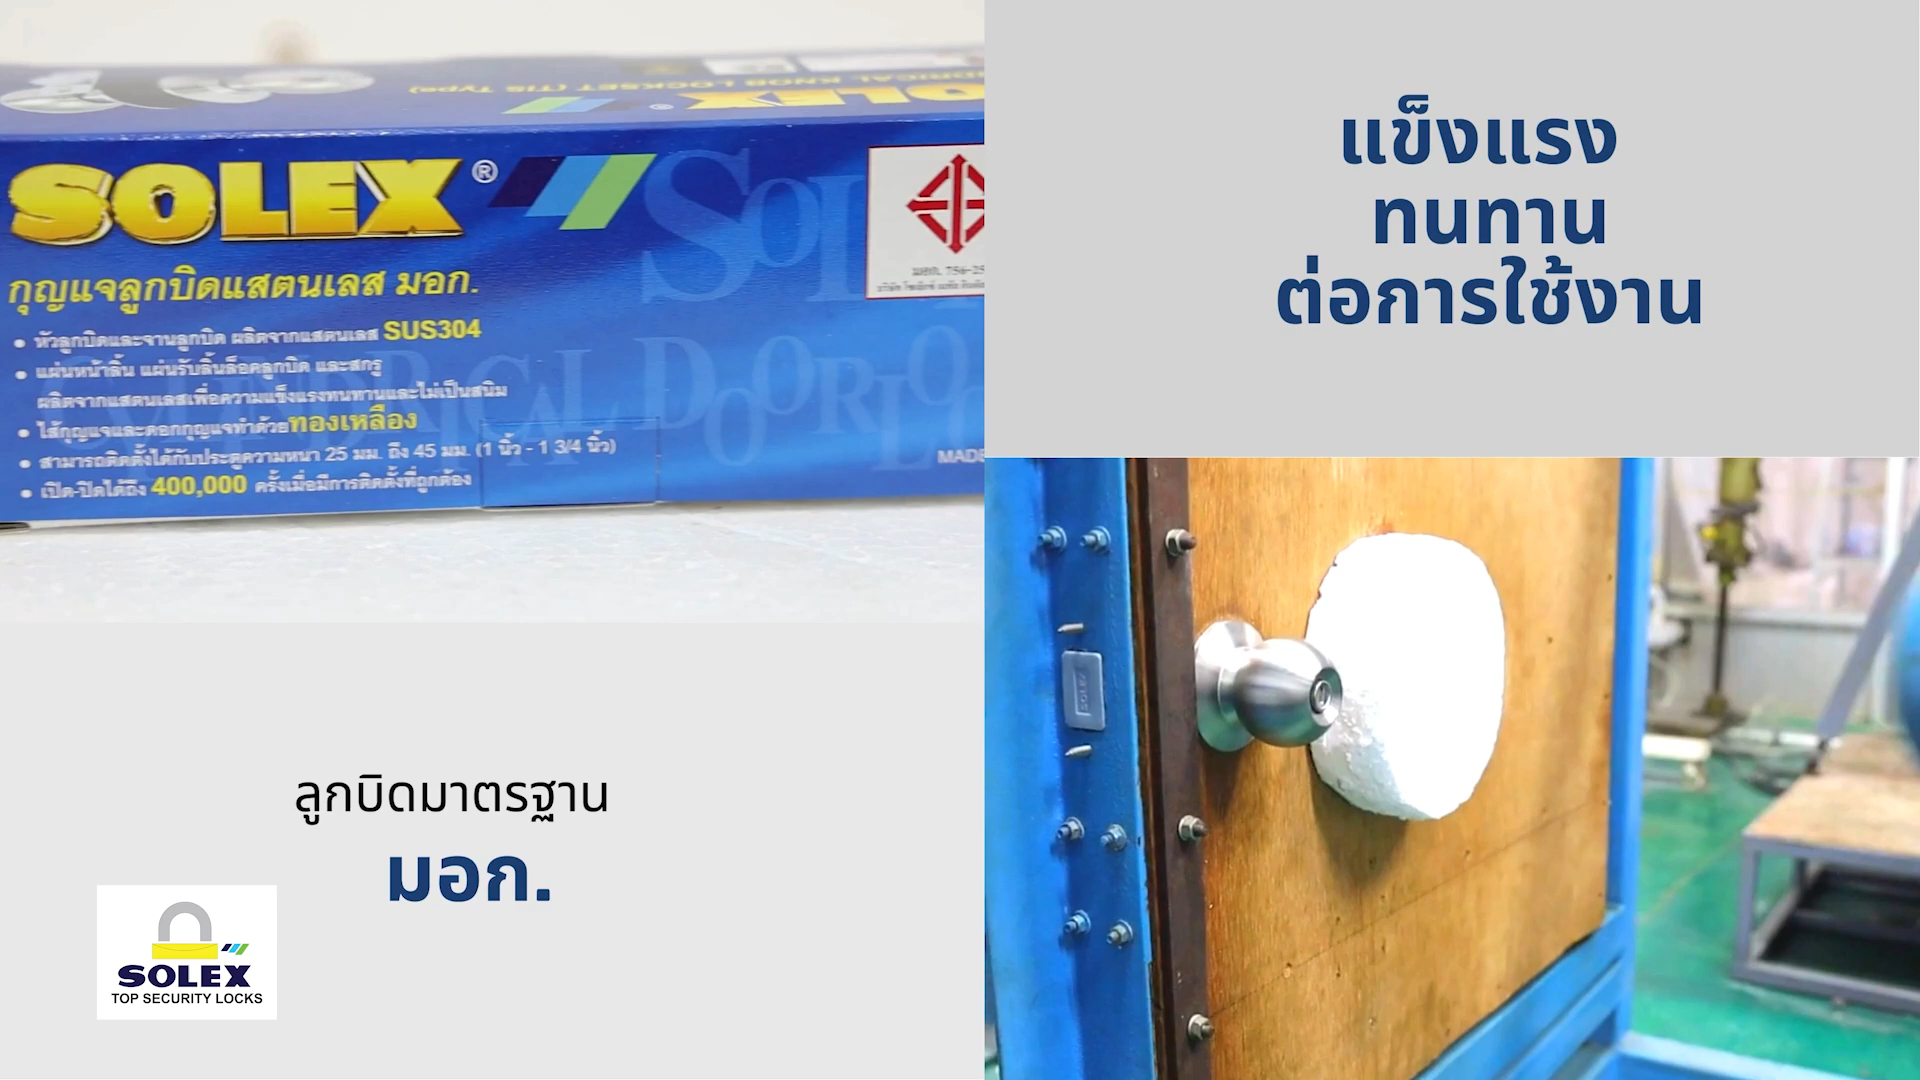 CAL KNOB LOCKSET (TIS Type)
SOLEX ®
SOLEX ®
กุญแจลูกบิดแสตนเลส มอก.
• หัวลูกบิดและจานลูกบิด ผลิตจากแสตนเลส SUS304
• แผ่นหน้าลิ้น แผ่นรับลิ้นล็อคลูกบิด และสกรู
ผลิตจากแสตนเลสเพื่อความแข็งแรงทนทานและไม่เป็นสนิม
• ไส้กุญแจและดอกกุญแจทำด้วยทองเหลือง
• สามารถติดตั้งได้กับประตูความหนา 25 มม. ถึง 45 มม. (1 นิ้ว - 1 3/4 นิ้ว)
• เปิด-ปิดได้ถึง 400,000 ครั้งเมื่อมีการติดตั้งที่ถูกต้อง
มอก. 756-25
MADE
แข็งแรง
ทนทาน
ต่อการใช้งาน
ลูกบิดมาตรฐาน
มอก.
SOLEX
TOP SECURITY LOCKS
SOLEX